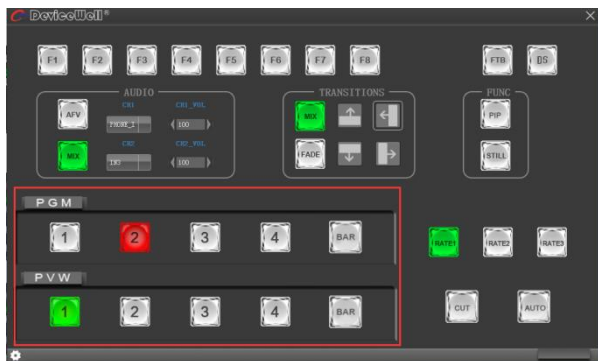 DeviceWell®
F1 F2 F3 F4 F5 F6 F7 F8 FTB DS
AUDIO TRANSITIONS FUNC
AFV CH1 CH1_VOL MIX PIP
PHONE_1 100
MIX CH2 CH2_VOL FADE STILL
IN3 100
PGM
1 2 3 4 BAR
RATE1 RATE2 RATE3
PVW
1 2 3 4 BAR
CUT AUTO